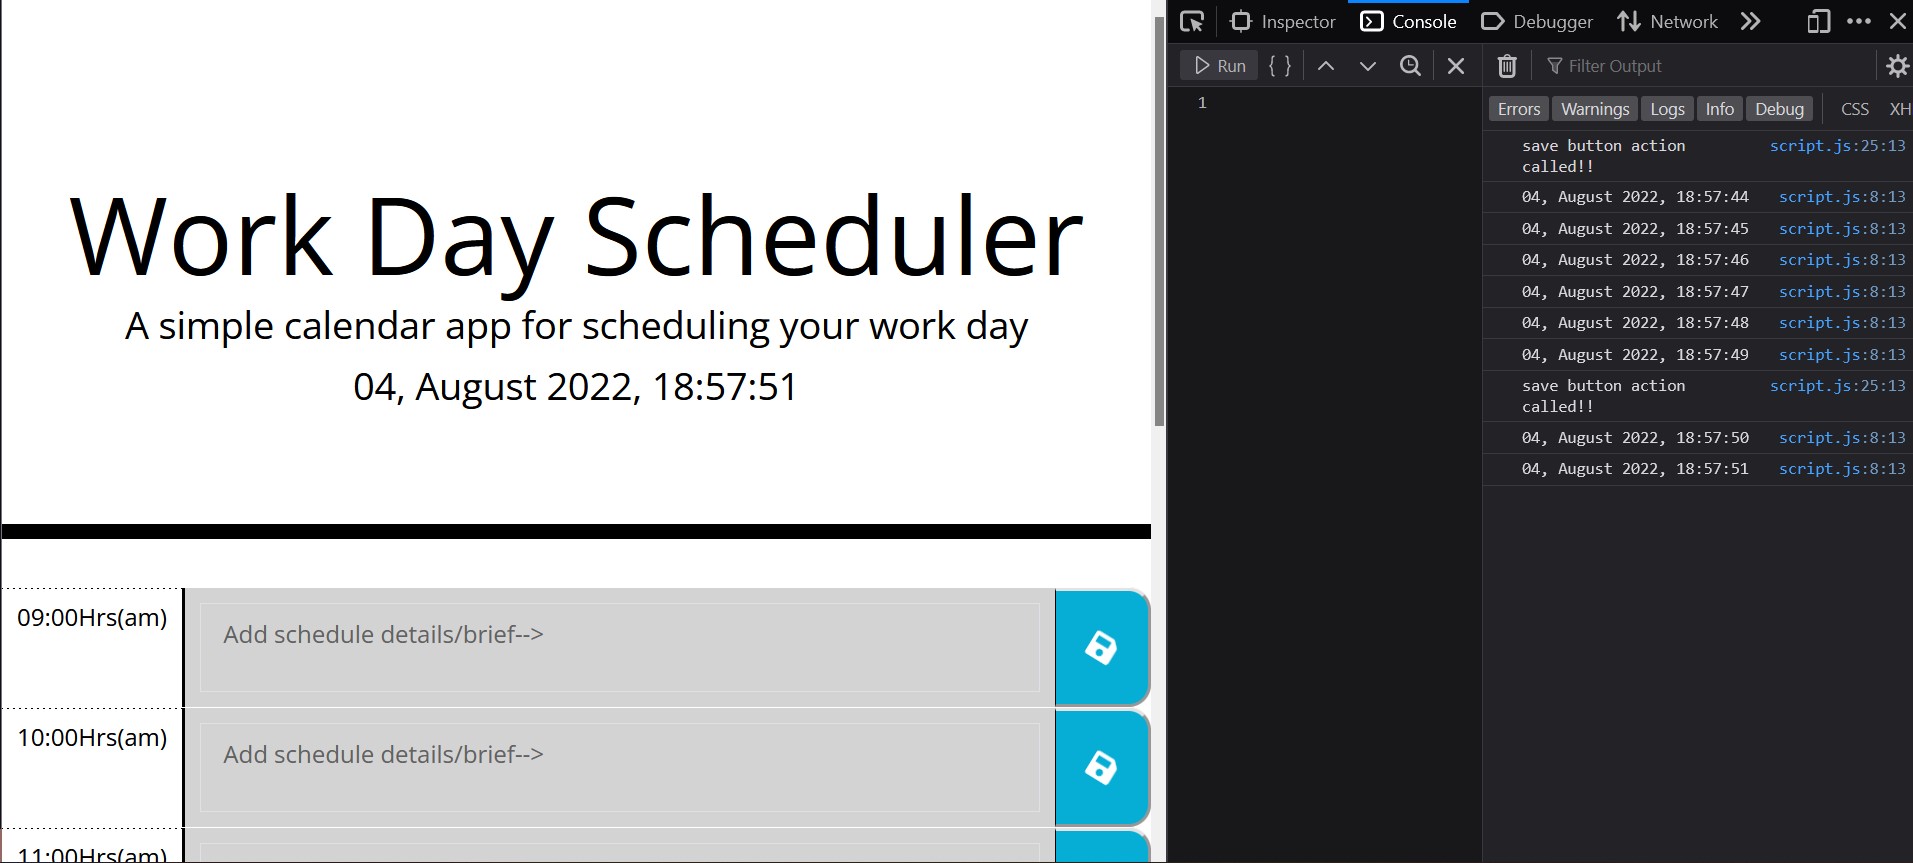 Work Day Scheduler
A simple calendar app for scheduling your work day
04, August 2022, 18:57:51
09:00Hrs(am)
Add schedule details/brief-->
10:00Hrs(am)
Add schedule details/brief-->
11:00Hrs(am)
Inspector Console Debugger Network
Run { } Filter Output
1
Errors Warnings Logs Info Debug CSS XH
save button action script.js:25:13
called!!
04, August 2022, 18:57:44 script.js:8:13
04, August 2022, 18:57:45 script.js:8:13
04, August 2022, 18:57:46 script.js:8:13
04, August 2022, 18:57:47 script.js:8:13
04, August 2022, 18:57:48 script.js:8:13
04, August 2022, 18:57:49 script.js:8:13
save button action script.js:25:13
called!!
04, August 2022, 18:57:50 script.js:8:13
04, August 2022, 18:57:51 script.js:8:13